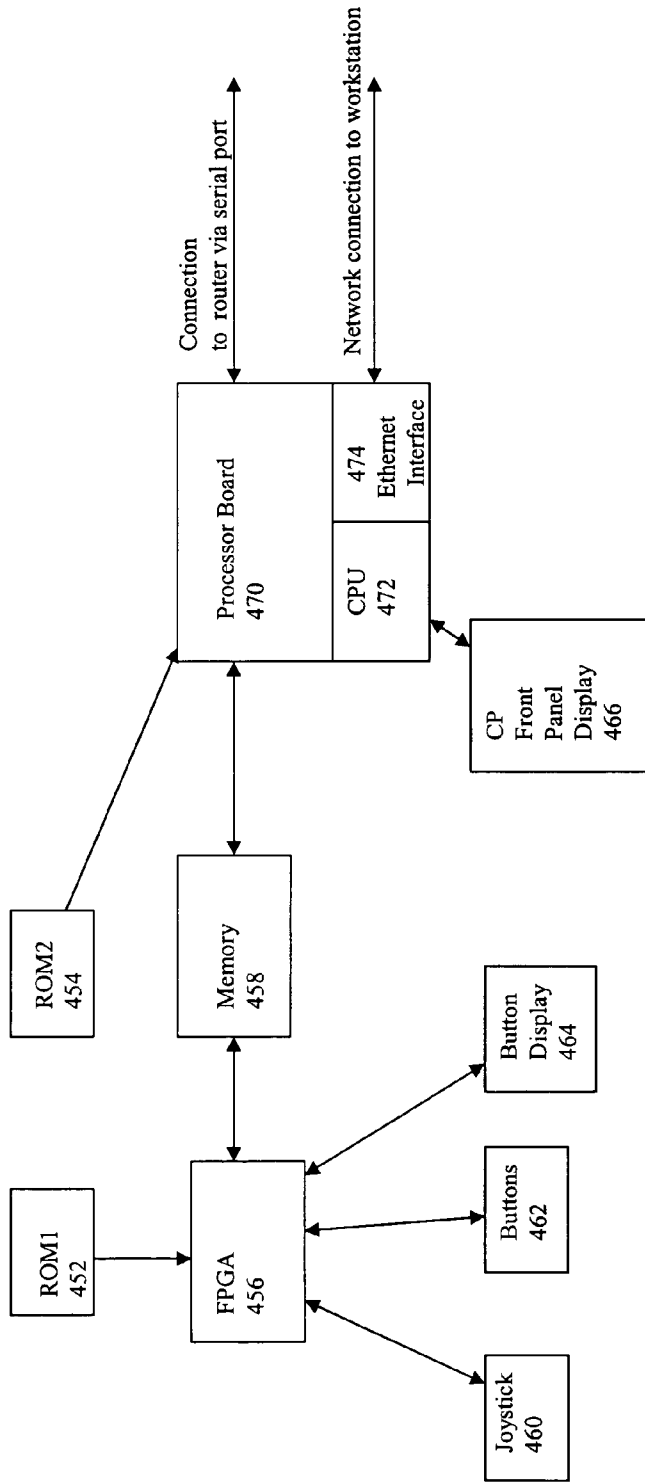 ROM1
452
ROM2
454
FPGA
456
Memory
458
Processor Board
470
CPU
472
474
Ethernet
Interface
Connection
to router via serial port
Network connection to workstation
Joystick
460
Buttons
462
Button
Display
464
CP
Front
Panel
Display
466